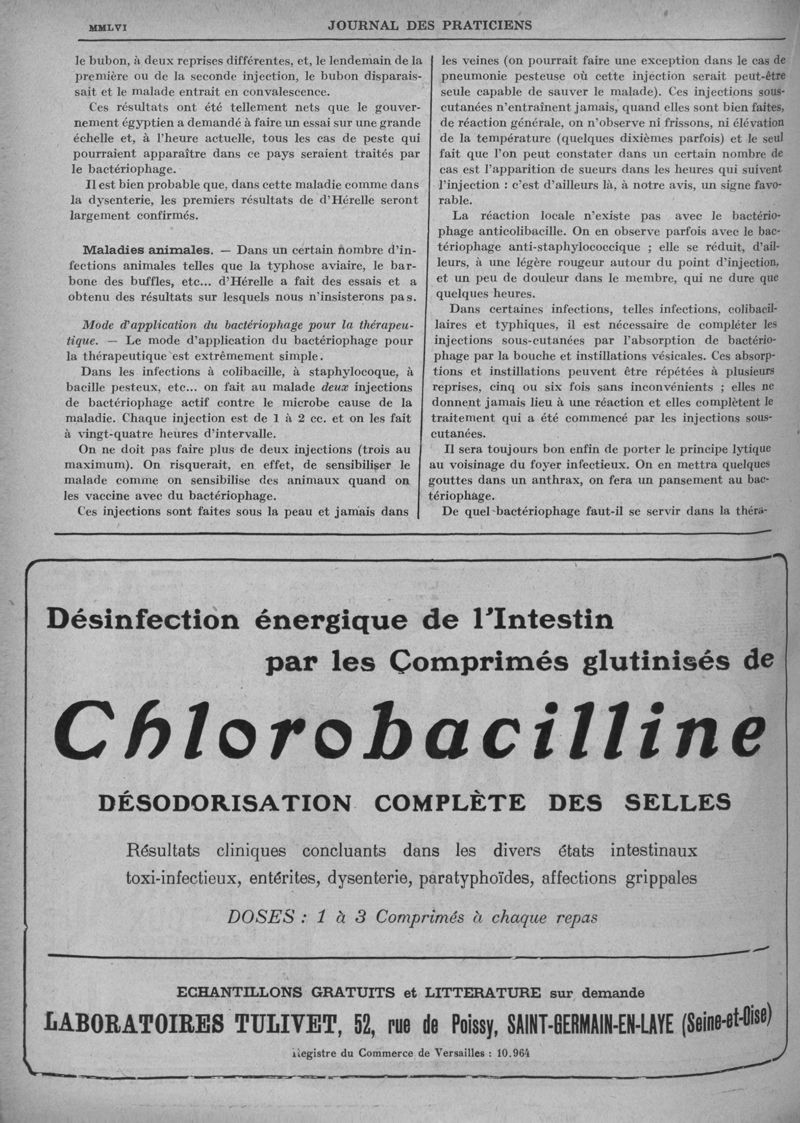 MMLVI
JOURNAL DES PRATICIENS
le bubon, à deux reprises différentes, et, le lendemain de la
première ou de la seconde injection, le bubon disparais-
sait et le malade entrait en convalescence.
Ces résultats ont été tellement nets que le gouver-
nement égyptien a demandé à faire un essai sur une grande
échelle et, à l'heure actuelle, tous les cas de peste qui
pourraient apparaître dans ce pays seraient traités par
le bactériophage.
Il est bien probable que, dans cette maladie comme dans
la dysenterie, les premiers résultats de d'Hérelle seront
largement confirmés.
Maladies animales. — Dans un certain nombre d'in-
fections animales telles que la typhose aviaire, le bar-
bone des buffles, etc... d'Hérelle a fait des essais et a
obtenu des résultats sur lesquels nous n'insisterons pas.
Mode d'application du bactériophage pour la thérapeu-
tique. — Le mode d'application du bactériophage pour
la thérapeutique est extrêmement simple.
Dans les infections à colibacille, à staphylocoque, à
bacille pesteux, etc... on fait au malade deux injections
de bactériophage actif contre le microbe cause de la
maladie. Chaque injection est de 1 à 2 cc. et on les fait
à vingt-quatre heures d'intervalle.
On ne doit pas faire plus de deux injections (trois au
maximum). On risquerait, en effet, de sensibiliser le
malade comme on sensibilise des animaux quand on
les vaccine avec du bactériophage.
Ces injections sont faites sous la peau et jamais dans
les veines (on pourrait faire une exception dans le cas de
pneumonie pesteuse où cette injection serait peut-être
seule capable de sauver le malade). Ces injections sous-
cutanées n'entraînent jamais, quand elles sont bien faites,
de réaction générale, on n'observe ni frissons, ni élévation
de la température (quelques dixièmes parfois) et le seul
fait que l'on peut constater dans un certain nombre de
cas est l'apparition de sueurs dans les heures qui suivent
l'injection : c'est d'ailleurs là, à notre avis, un signe favo-
rable.
La réaction locale n'existe pas avec le bactério-
phage anticolibacille. On en observe parfois avec le bac-
tériophage anti-staphylococcique ; elle se réduit, d'ail-
leurs, à une légère rougeur autour du point d'injection,
et un peu de douleur dans le membre, qui ne dure que
quelques heures.
Dans certaines infections, telles infections, colibacil-
laires et typhiques, il est nécessaire de compléter les
injections sous-cutanées par l'absorption de bactério-
phage par la bouche et instillations vésicales. Ces absorp-
tions et instillations peuvent être répétées à plusieurs
reprises, cinq ou six fois sans inconvénients ; elles ne
donnent jamais lieu à une réaction et elles complètent le
traitement qui a été commencé par les injections sous-
cutanées.
Il sera toujours bon enfin de porter le principe lytique
au voisinage du foyer infectieux. On en mettra quelques
gouttes dans un anthrax, on fera un pansement au bac-
tériophage.
De quel bactériophage faut-il se servir dans la théra-
Désinfection énergique de l'Intestin
par les Çomprimés glutinisés de
Chlorobacilline
DÉSODORISATION COMPLÈTE DES SELLES
Résultats cliniques concluants dans les divers états intestinaux
toxi-infectieux, entérites, dysenterie, paratyphoïdes, affections grippales
DOSES : 1 à 3 Comprimés à chaque repas
ECHANTILLONS GRATUITS et LITTERATURE sur demande
LABORATOIRES TULIVET, 52, rue de Poissy, SAINT-GERMAIN-EN-LAYE (Seine-et-Oise)
Registre du Commerce de Versailles : 10.964